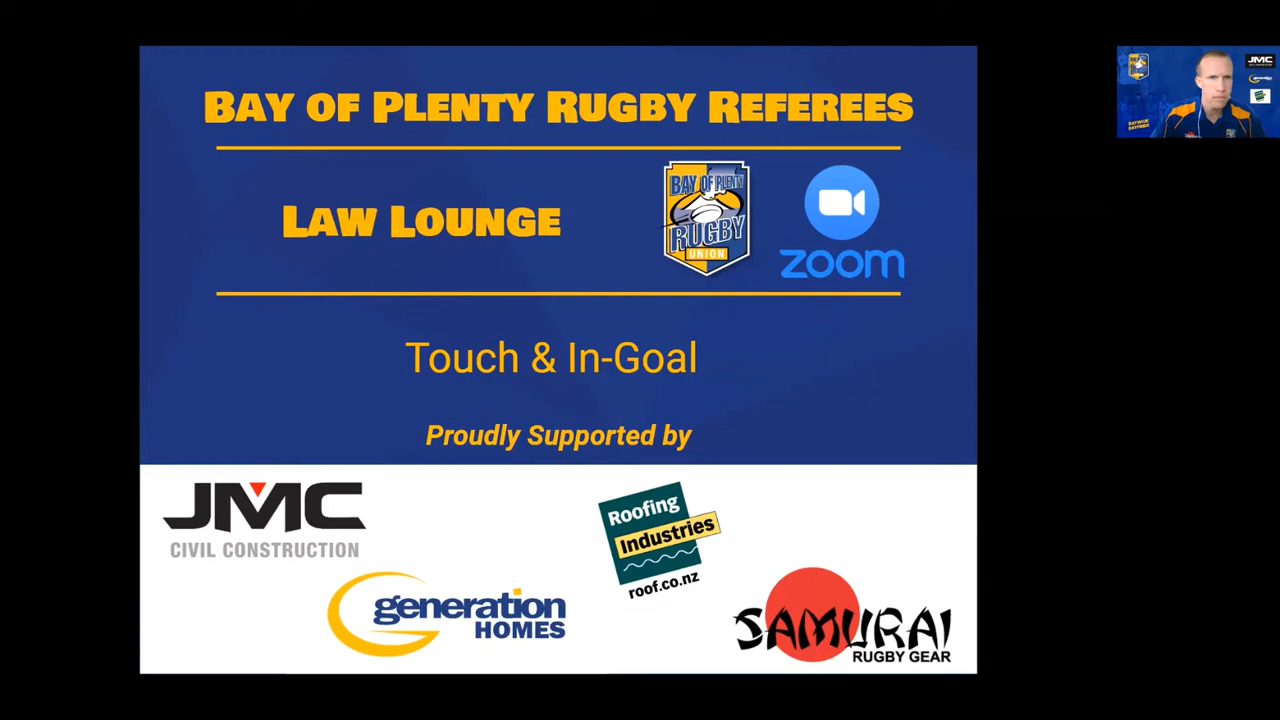 Bay of Plenty Rugby Referees
Law Lounge
BAY OF PLENTY
RUGBY
UNION
zoom
Touch & In-Goal
Proudly Supported by
JMC
CIVIL CONSTRUCTION
Roofing
Industries
roof.co.nz
generation
HOMES
SAMURAI
RUGBY GEAR
JMC